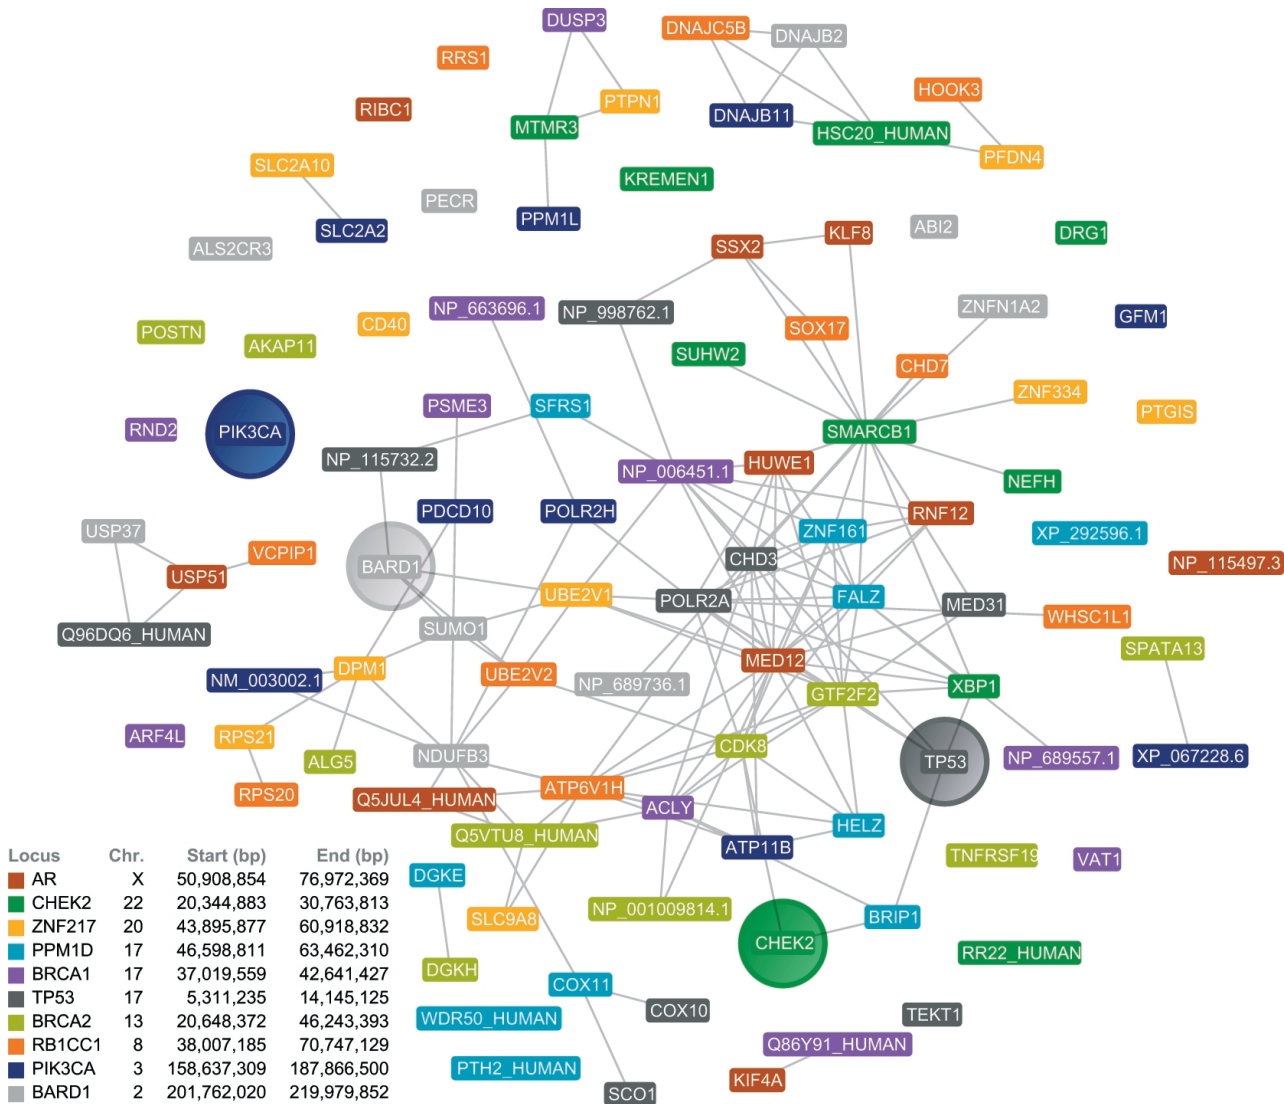 DUSP3
DNAJC5B
DNAJB2
RRS1
HOOK3
RIBC1
PTPN1
DNAJB11
MTMR3
HSC20_HUMAN
PFDN4
SLC2A10
KREMEN1
PECR
PPM1L
SLC2A2
ABI2
DRG1
KLF8
SSX2
ALS2CR3
NP_663696.1
NP_998762.1
ZNFN1A2
GFM1
CD40
SOX17
POSTN
AKAP11
SUHW2
CHD7
ZNF334
PSME3
SFRS1
PTGIS
RND2
PIK3CA
SMARCB1
NP_115732.2
NP_006451.1
HUWE1
NEFH
PDCD10
POLR2H
RNF12
USP37
ZNF161
XP_292596.1
VCPIP1
CHD3
NP_115497.3
BARD1
USP51
UBE2V1
POLR2A
FALZ
MED31
WHSC1L1
Q96DQ6_HUMAN
SUMO1
SPATA13
DPM1
MED12
NM_003002.1
UBE2V2
NP_689736.1
GTF2F2
XBP1
ARF4L
RPS21
CDK8
ALG5
NDUFB3
TP53
NP_689557.1
XP_067228.6
RPS20
Q5JUL4_HUMAN
ATP6V1H
ACLY
HELZ
Q5VTU8_HUMAN
ATP11B
TNFRSF19
VAT1
DGKE
SLC9A8
NP_001009814.1
BRIP1
CHEK2
RR22_HUMAN
DGKH
COX11
COX10
WDR50_HUMAN
TEKT1
Q86Y91_HUMAN
PTH2_HUMAN
KIF4A
SCO1
Locus Chr. Start (bp) End (bp)
AR X 50,908,854 76,972,369
CHEK2 22 20,344,883 30,763,813
ZNF217 20 43,895,877 60,918,832
PPM1D 17 46,598,811 63,462,310
BRCA1 17 37,019,559 42,641,427
TP53 17 5,311,235 14,145,125
BRCA2 13 20,648,372 46,243,393
RB1CC1 8 38,007,185 70,747,129
PIK3CA 3 158,637,309 187,866,500
BARD1 2 201,762,020 219,979,852